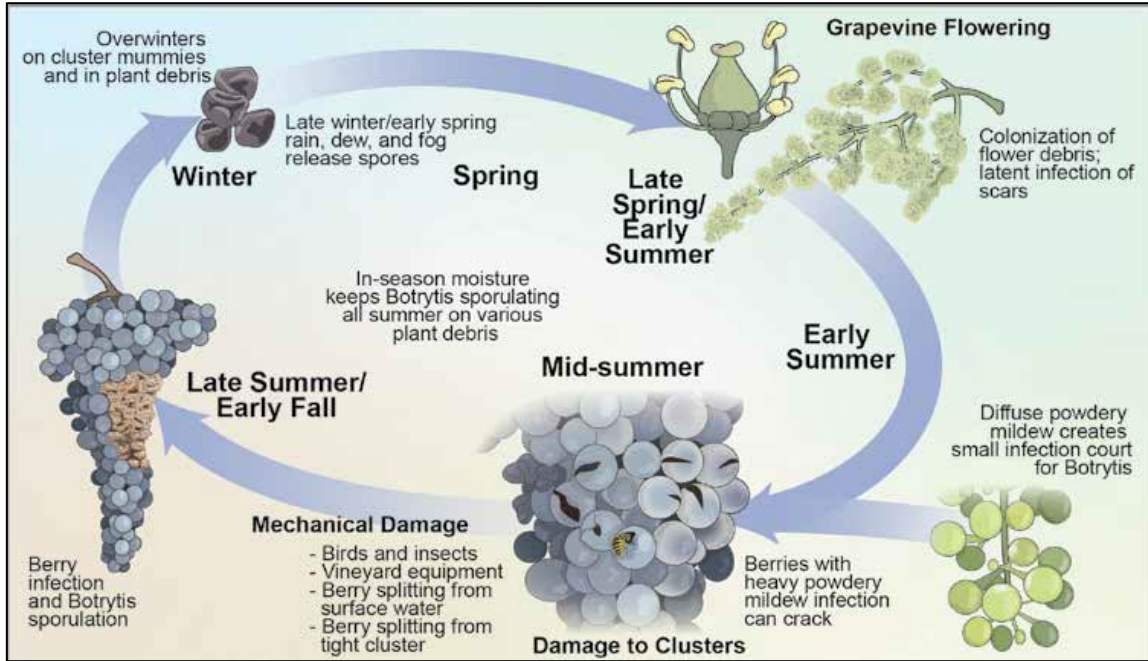 Overwinters
on cluster mummies
and in plant debris
Late winter/early spring
rain, dew, and fog
release spores
Winter
Spring
Grapevine Flowering
Colonization of
flower debris;
latent infection of
scars
Late
Spring/
Early
Summer
In-season moisture
keeps Botrytis sporulating
all summer on various
plant debris
Early
Summer
Diffuse powdery
mildew creates
small infection court
for Botrytis
Mid-summer
Berries with
heavy powdery
mildew infection
can crack
Damage to Clusters
Mechanical Damage
- Birds and insects
- Vineyard equipment
- Berry splitting from
surface water
- Berry splitting from
tight cluster
Late Summer/
Early Fall
Berry
infection
and Botrytis
sporulation